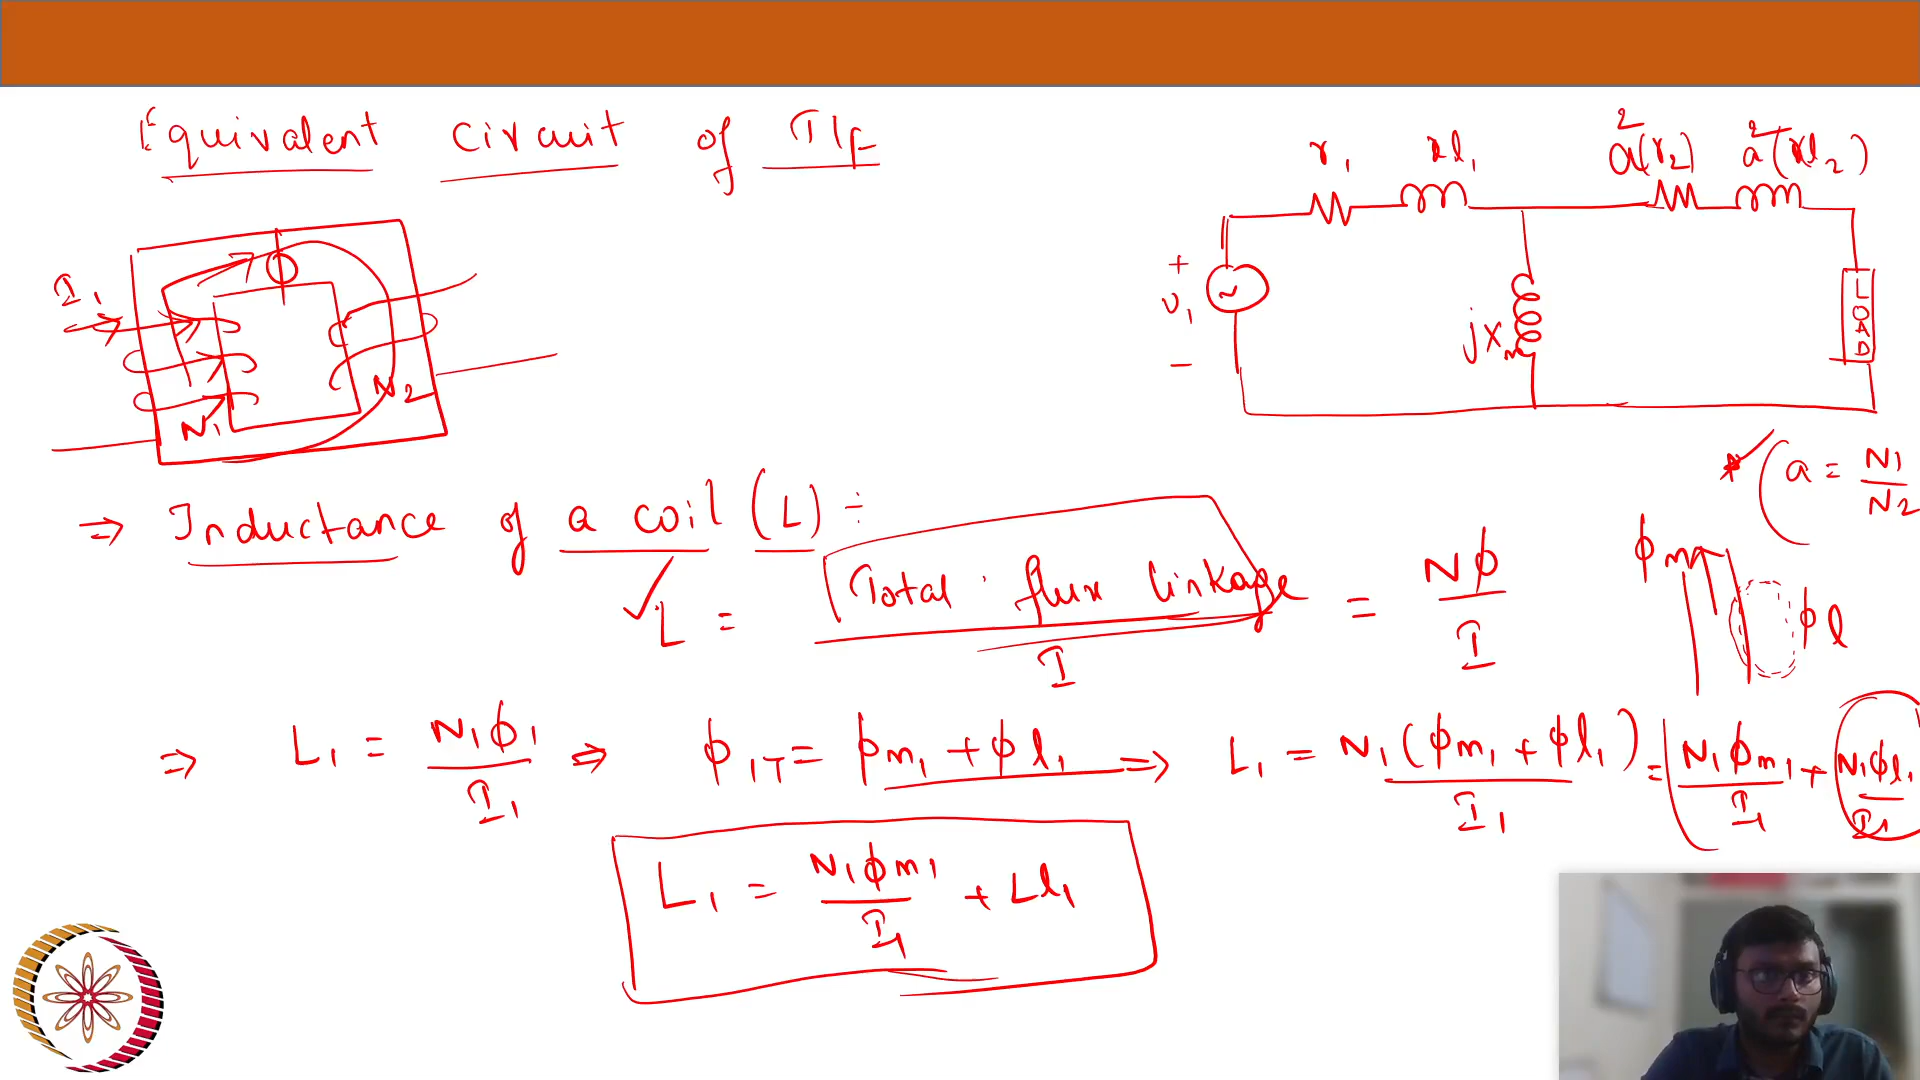 Equivalent circuit of T/F
r₁ xl₁ a²(r₂) a²(xl₂)
I₁ ϕ
N₁ N₂
+ v₁ −
~
jXm
LOAD
* (a = N₁/N₂
⇒ Inductance of a coil (L) ÷
✓L = Total flux linkage / I = Nϕ / I
ϕm ϕl
⇒ L₁ = N₁ϕ₁ / I₁ ⇒ ϕ₁T = ϕm₁ + ϕl₁ ⇒ L₁ = N₁(ϕm₁ + ϕl₁) / I₁ = N₁ϕm₁ / I₁ + N₁ϕl₁ / I₁
L₁ = N₁ϕm₁ / I₁ + Ll₁